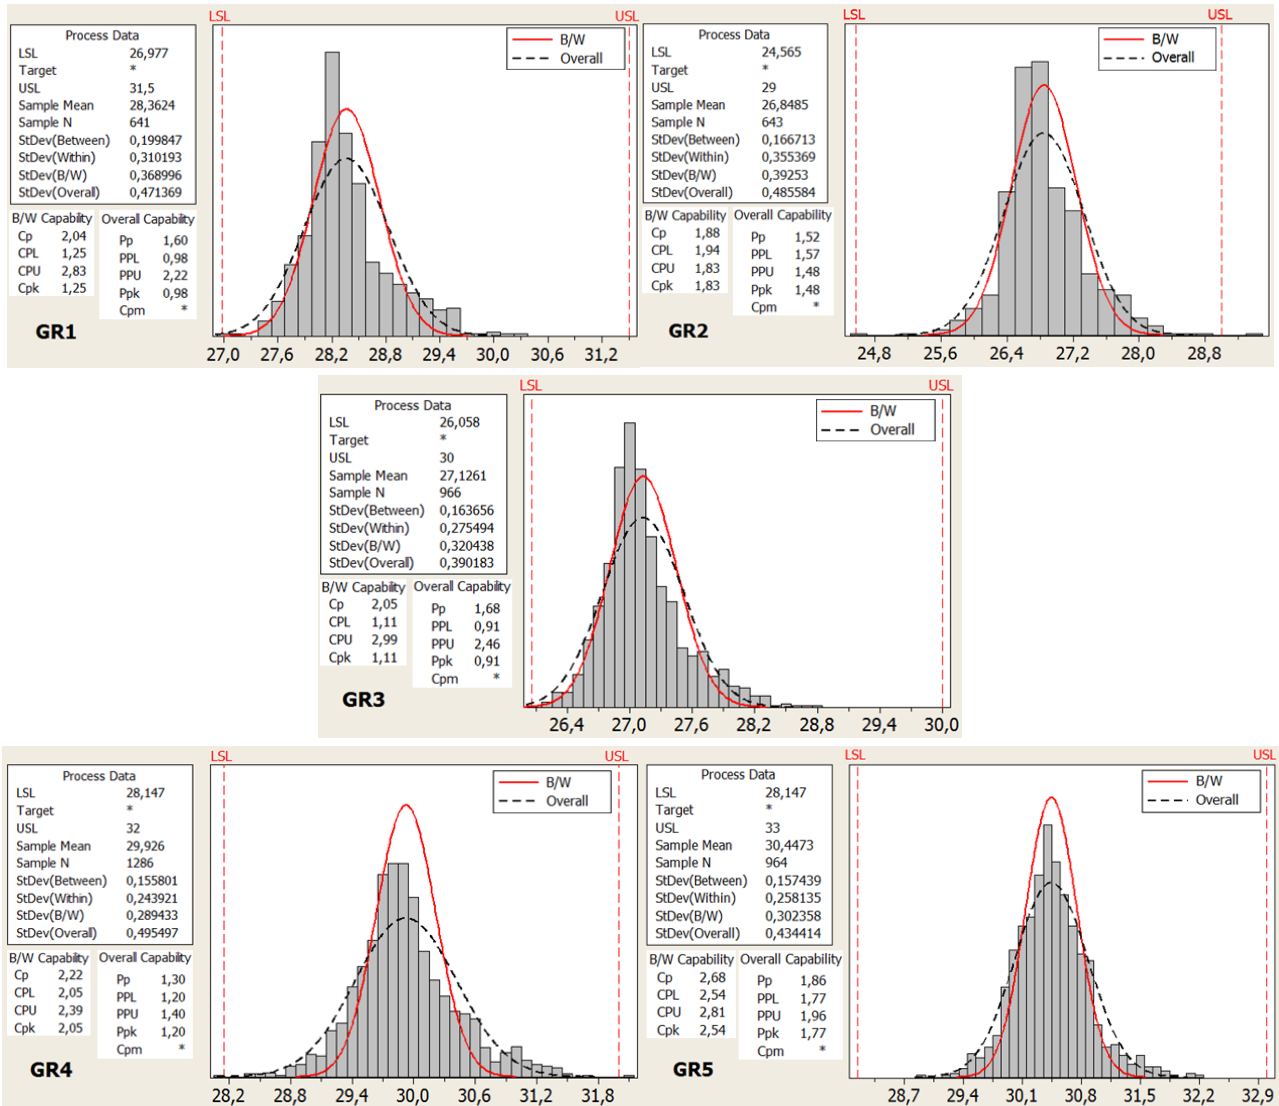 LSL USL
Process Data
LSL 26,977
Target *
USL 31,5
Sample Mean 28,3624
Sample N 641
StDev(Between) 0,199847
StDev(Within) 0,310193
StDev(B/W) 0,368996
StDev(Overall) 0,471369
B/W Capability
Cp 2,04
CPL 1,25
CPU 2,83
Cpk 1,25
Overall Capability
Pp 1,60
PPL 0,98
PPU 2,22
Ppk 0,98
Cpm *
GR1
B/W
Overall
27,0 27,6 28,2 28,8 29,4 30,0 30,6 31,2
LSL USL
Process Data
LSL 24,565
Target *
USL 29
Sample Mean 26,8485
Sample N 643
StDev(Between) 0,166713
StDev(Within) 0,355369
StDev(B/W) 0,39253
StDev(Overall) 0,485584
B/W Capability
Cp 1,88
CPL 1,94
CPU 1,83
Cpk 1,83
Overall Capability
Pp 1,52
PPL 1,57
PPU 1,48
Ppk 1,48
Cpm *
GR2
B/W
Overall
24,8 25,6 26,4 27,2 28,0 28,8
LSL USL
Process Data
LSL 26,058
Target *
USL 30
Sample Mean 27,1261
Sample N 966
StDev(Between) 0,163656
StDev(Within) 0,275494
StDev(B/W) 0,320438
StDev(Overall) 0,390183
B/W Capability
Cp 2,05
CPL 1,11
CPU 2,99
Cpk 1,11
Overall Capability
Pp 1,68
PPL 0,91
PPU 2,46
Ppk 0,91
Cpm *
GR3
B/W
Overall
26,4 27,0 27,6 28,2 28,8 29,4 30,0
LSL USL
Process Data
LSL 28,147
Target *
USL 32
Sample Mean 29,926
Sample N 1286
StDev(Between) 0,155801
StDev(Within) 0,243921
StDev(B/W) 0,289433
StDev(Overall) 0,495497
B/W Capability
Cp 2,22
CPL 2,05
CPU 2,39
Cpk 2,05
Overall Capability
Pp 1,30
PPL 1,20
PPU 1,40
Ppk 1,20
Cpm *
GR4
B/W
Overall
28,2 28,8 29,4 30,0 30,6 31,2 31,8
LSL USL
Process Data
LSL 28,147
Target *
USL 33
Sample Mean 30,4473
Sample N 964
StDev(Between) 0,157439
StDev(Within) 0,258135
StDev(B/W) 0,302358
StDev(Overall) 0,434414
B/W Capability
Cp 2,68
CPL 2,54
CPU 2,81
Cpk 2,54
Overall Capability
Pp 1,86
PPL 1,77
PPU 1,96
Ppk 1,77
Cpm *
GR5
B/W
Overall
28,7 29,4 30,1 30,8 31,5 32,2 32,9